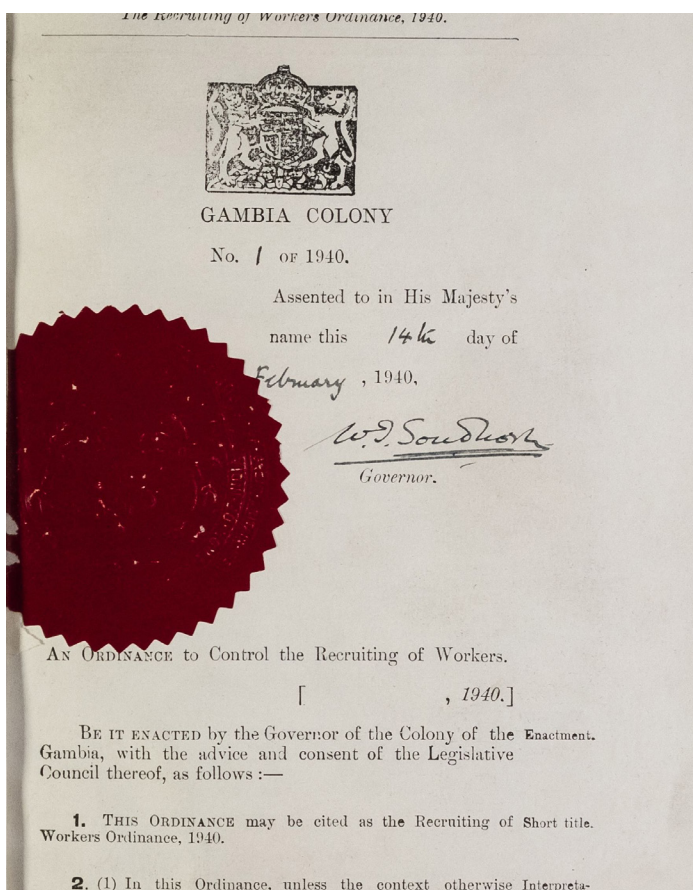 The Recruiting of Workers Ordinance, 1940.
GAMBIA COLONY
No. 1 OF 1940.
Assented to in His Majesty's
name this 14th day of
February , 1940,
W.T. Southorn
Governor.
AN ORDINANCE to Control the Recruiting of Workers.
[ , 1940.]
BE IT ENACTED by the Governor of the Colony of the Enactment.
Gambia, with the advice and consent of the Legislative
Council thereof, as follows :—
1. THIS ORDINANCE may be cited as the Recruiting of Short title.
Workers Ordinance, 1940.
2. (1) In this Ordinance, unless the context otherwise Interpreta-